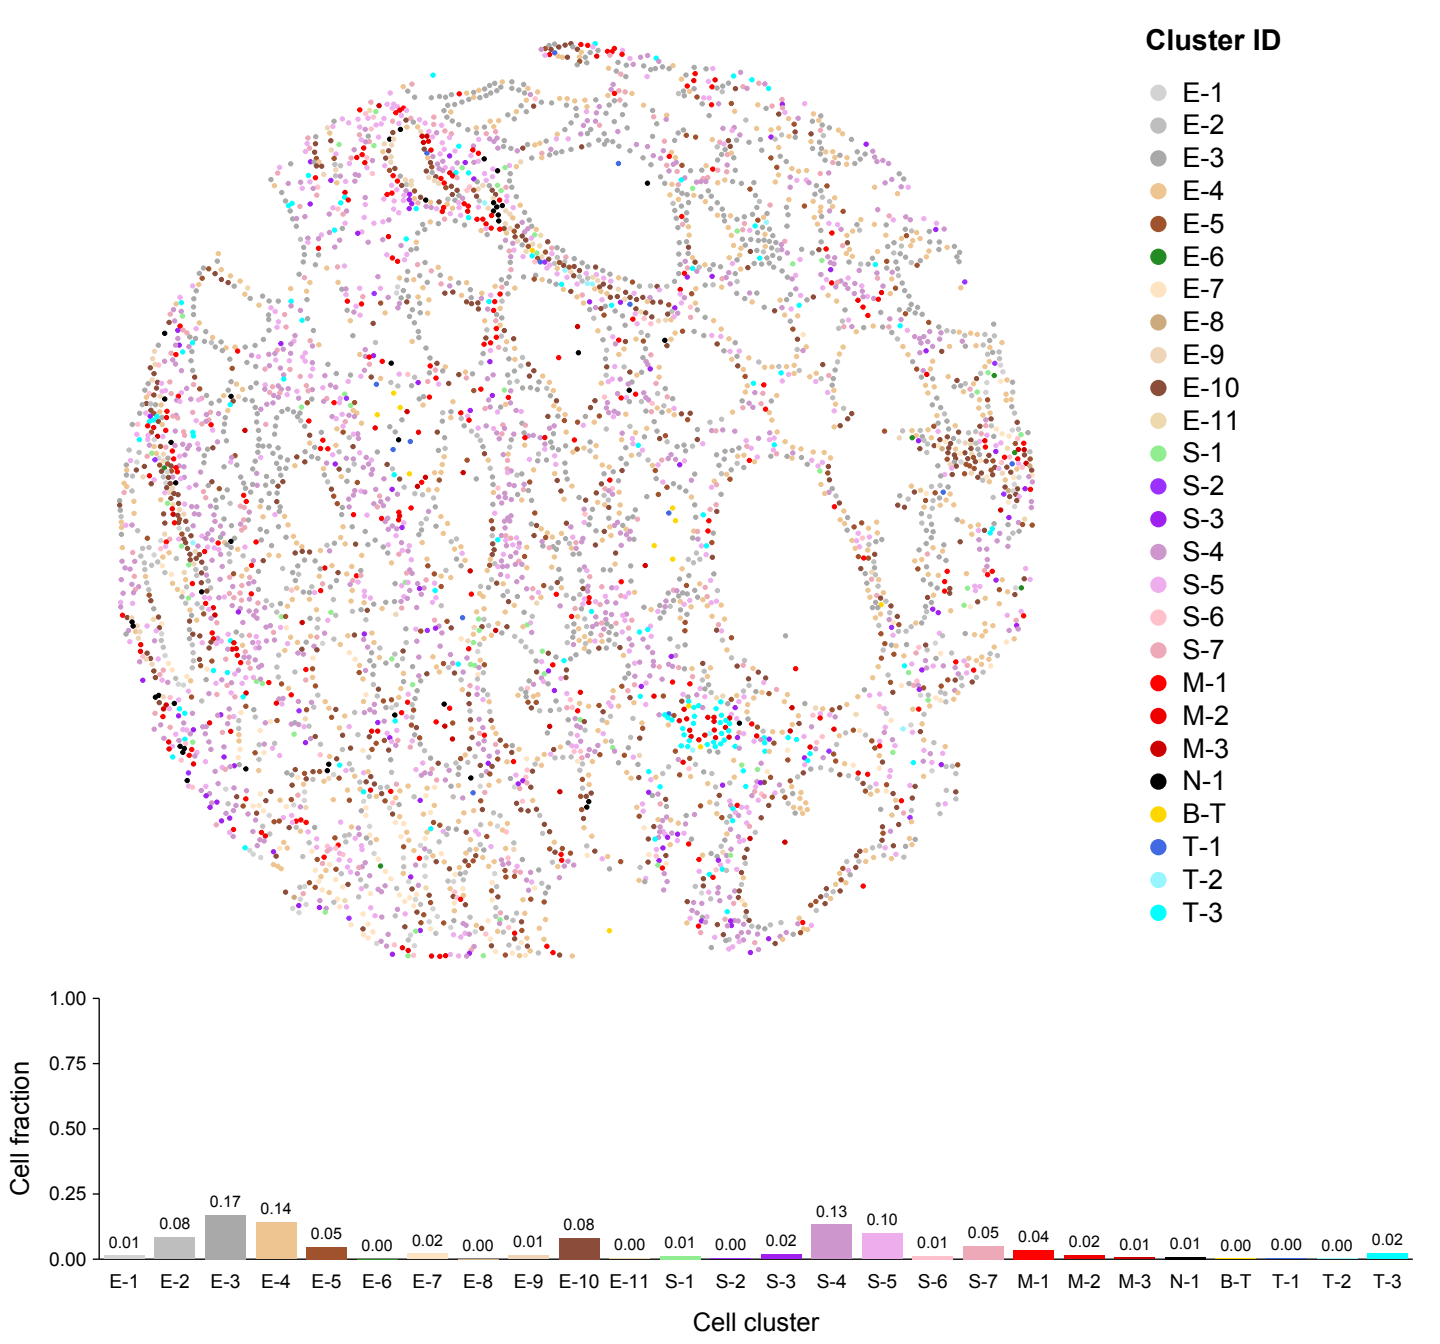 Cluster ID
E-1
E-2
E-3
E-4
E-5
E-6
E-7
E-8
E-9
E-10
E-11
S-1
S-2
S-3
S-4
S-5
S-6
S-7
M-1
M-2
M-3
N-1
B-T
T-1
T-2
T-3
1.00
0.75
0.50
0.25
0.00
Cell fraction
0.01 0.08 0.17 0.14 0.05 0.00 0.02 0.00 0.01 0.08 0.00 0.01 0.00 0.02 0.13 0.10 0.01 0.05 0.04 0.02 0.01 0.01 0.00 0.00 0.00 0.02
E-1 E-2 E-3 E-4 E-5 E-6 E-7 E-8 E-9 E-10 E-11 S-1 S-2 S-3 S-4 S-5 S-6 S-7 M-1 M-2 M-3 N-1 B-T T-1 T-2 T-3
Cell cluster